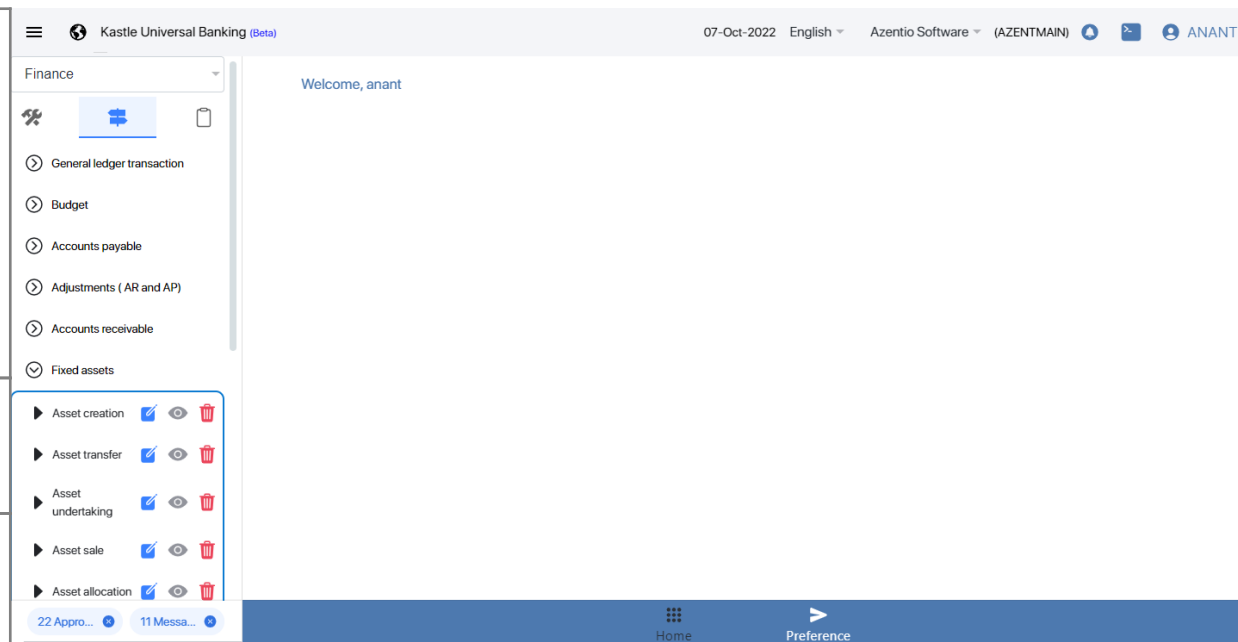 Kastle Universal Banking (Beta)
07-Oct-2022 English Azentio Software (AZENTMAIN) ANANT
Finance
Welcome, anant
General ledger transaction
Budget
Accounts payable
Adjustments ( AR and AP)
Accounts receivable
Fixed assets
Asset creation
Asset transfer
Asset
undertaking
Asset sale
Asset allocation
22 Appro... 11 Messa...
Home Preference